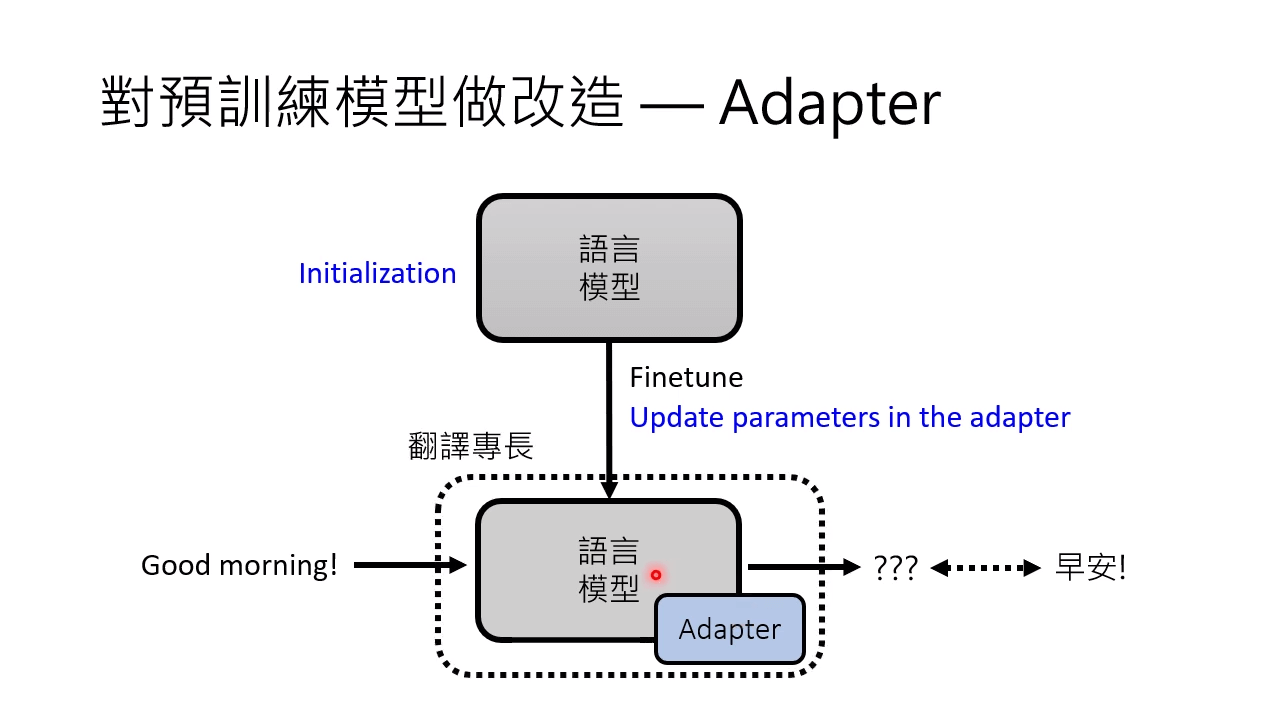 對預訓練模型做改造 — Adapter
語言
模型
Initialization
Finetune
Update parameters in the adapter
翻譯專長
Good morning!
語言
模型
Adapter
???
早安!